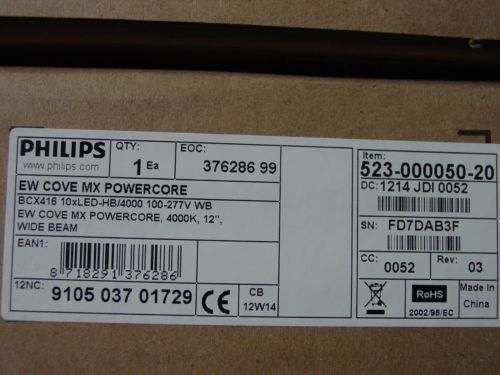 PHILIPS
www.philips.com
QTY:
1 Ea
EOC:
376286 99
EW COVE MX POWERCORE
BCX416 10xLED-HB/4000 100-277V WB
EW COVE MX POWERCORE, 4000K, 12",
WIDE BEAM
EAN1:
8 718291 376286
12NC: 9105 037 01729
CE
CB
12W14
Item:
523-000050-20
DC: 1214 JDI 0052
SN: FD7DAB3F
CC: 0052
Rev: 03
RoHS
2002/95/EC
Made In
China